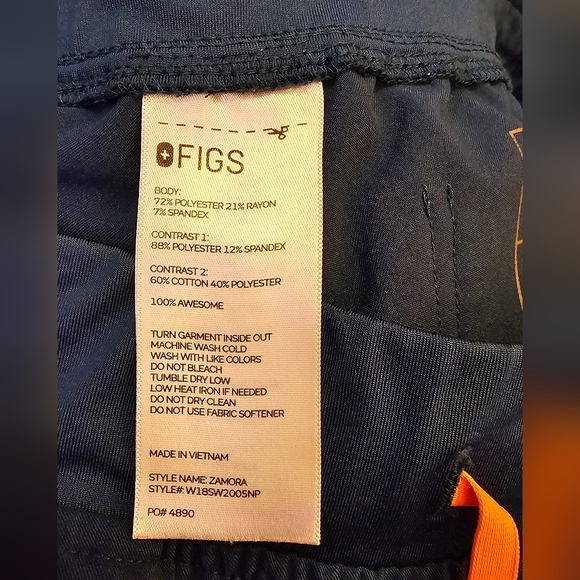 FIGS
BODY:
72% POLYESTER 21% RAYON
7% SPANDEX
CONTRAST 1:
88% POLYESTER 12% SPANDEX
CONTRAST 2:
60% COTTON 40% POLYESTER
100% AWESOME
TURN GARMENT INSIDE OUT
MACHINE WASH COLD
WASH WITH LIKE COLORS
DO NOT BLEACH
TUMBLE DRY LOW
LOW HEAT IRON IF NEEDED
DO NOT DRY CLEAN
DO NOT USE FABRIC SOFTENER
MADE IN VIETNAM
STYLE NAME: ZAMORA
STYLE#: W18SW2005NP
PO# 4890